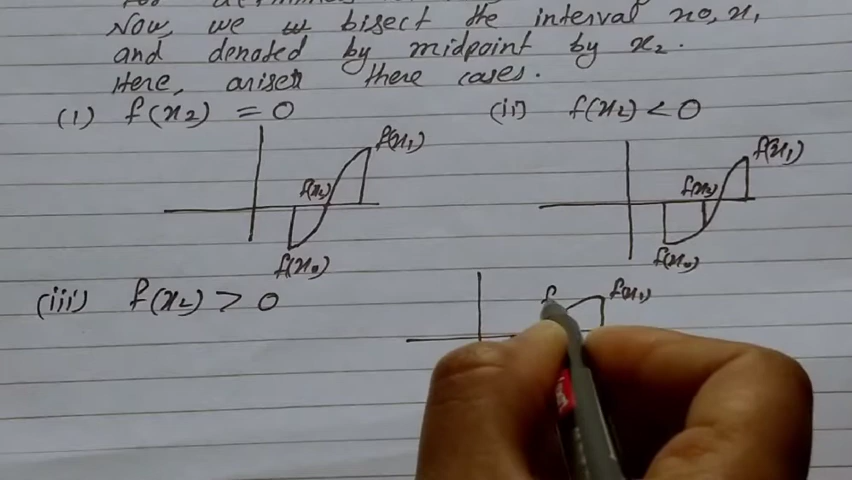 Now, we bisect the interval x0, x1
and denoted by midpoint by x2.
Here, arises there cases.
(i) f(x2) = 0 (ii) f(x2) < 0
f(x1) f(x1)
f(x2) f(x2)
f(x0) f(x0)
(iii) f(x2) > 0 f f(x1)